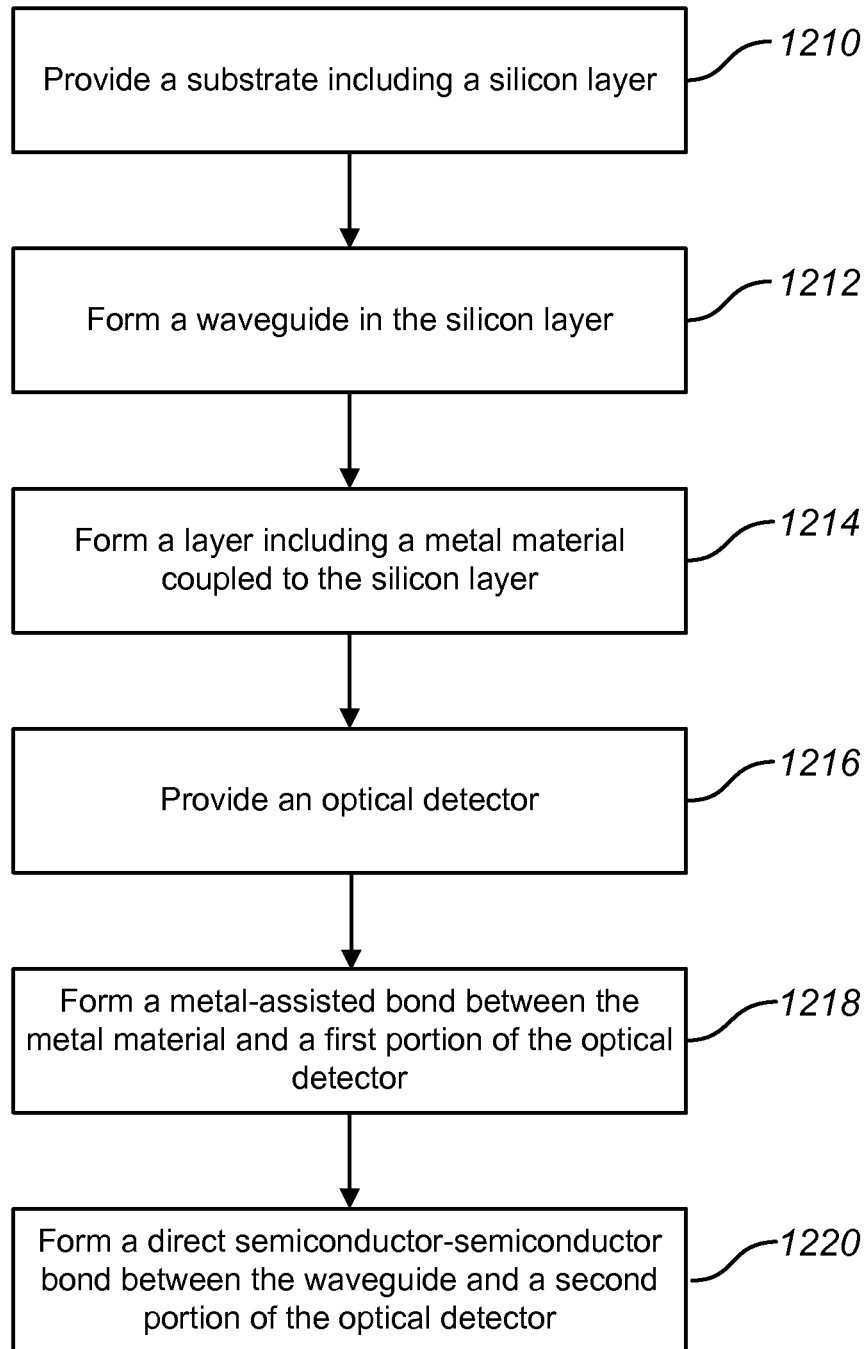 1210
Provide a substrate including a silicon layer
1212
Form a waveguide in the silicon layer
1214
Form a layer including a metal material
coupled to the silicon layer
1216
Provide an optical detector
Form a metal-assisted bond between the
1218
metal material and a first portion of the optical
detector
Form a direct semiconductor-semiconductor
1220
bond between the waveguide and a second
portion of the optical detector